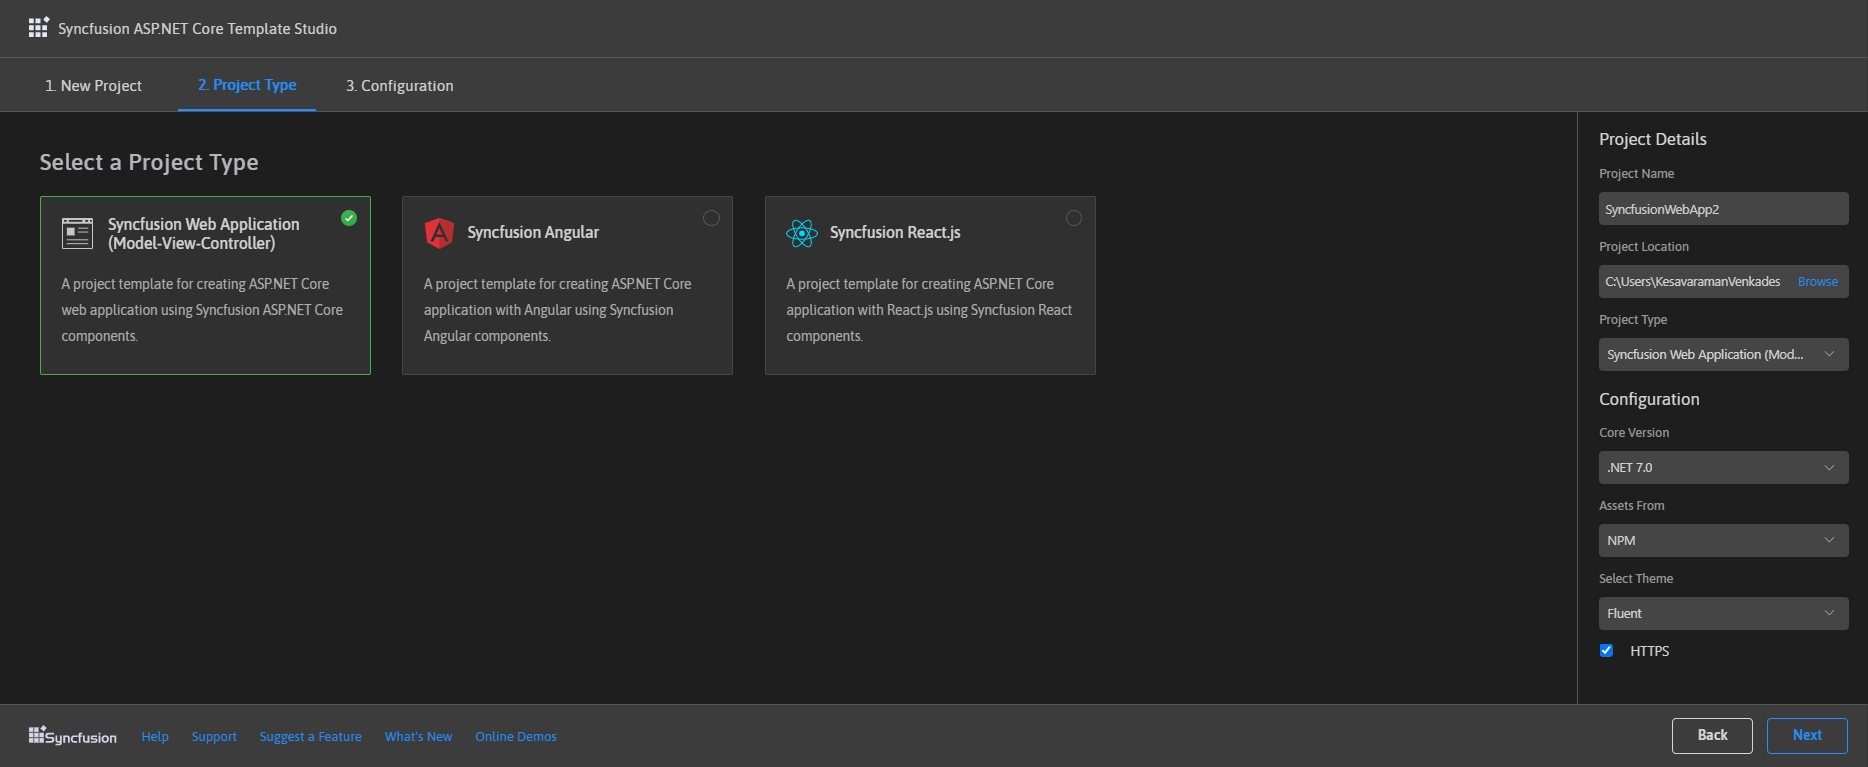 Syncfusion ASP.NET Core Template Studio
1. New Project
2. Project Type
3. Configuration
Select a Project Type
Syncfusion Web Application
(Model-View-Controller)
A project template for creating ASP.NET Core
web application using Syncfusion ASP.NET Core
components.
Syncfusion Angular
A project template for creating ASP.NET Core
application with Angular using Syncfusion
Angular components.
Syncfusion React.js
A project template for creating ASP.NET Core
application with React.js using Syncfusion React
components.
Project Details
Project Name
SyncfusionWebApp2
Project Location
C:\Users\KesavaramanVenkades Browse
Project Type
Syncfusion Web Application (Mod...
Configuration
Core Version
.NET 7.0
Assets From
NPM
Select Theme
Fluent
HTTPS
Syncfusion
Help
Support
Suggest a Feature
What's New
Online Demos
Back
Next